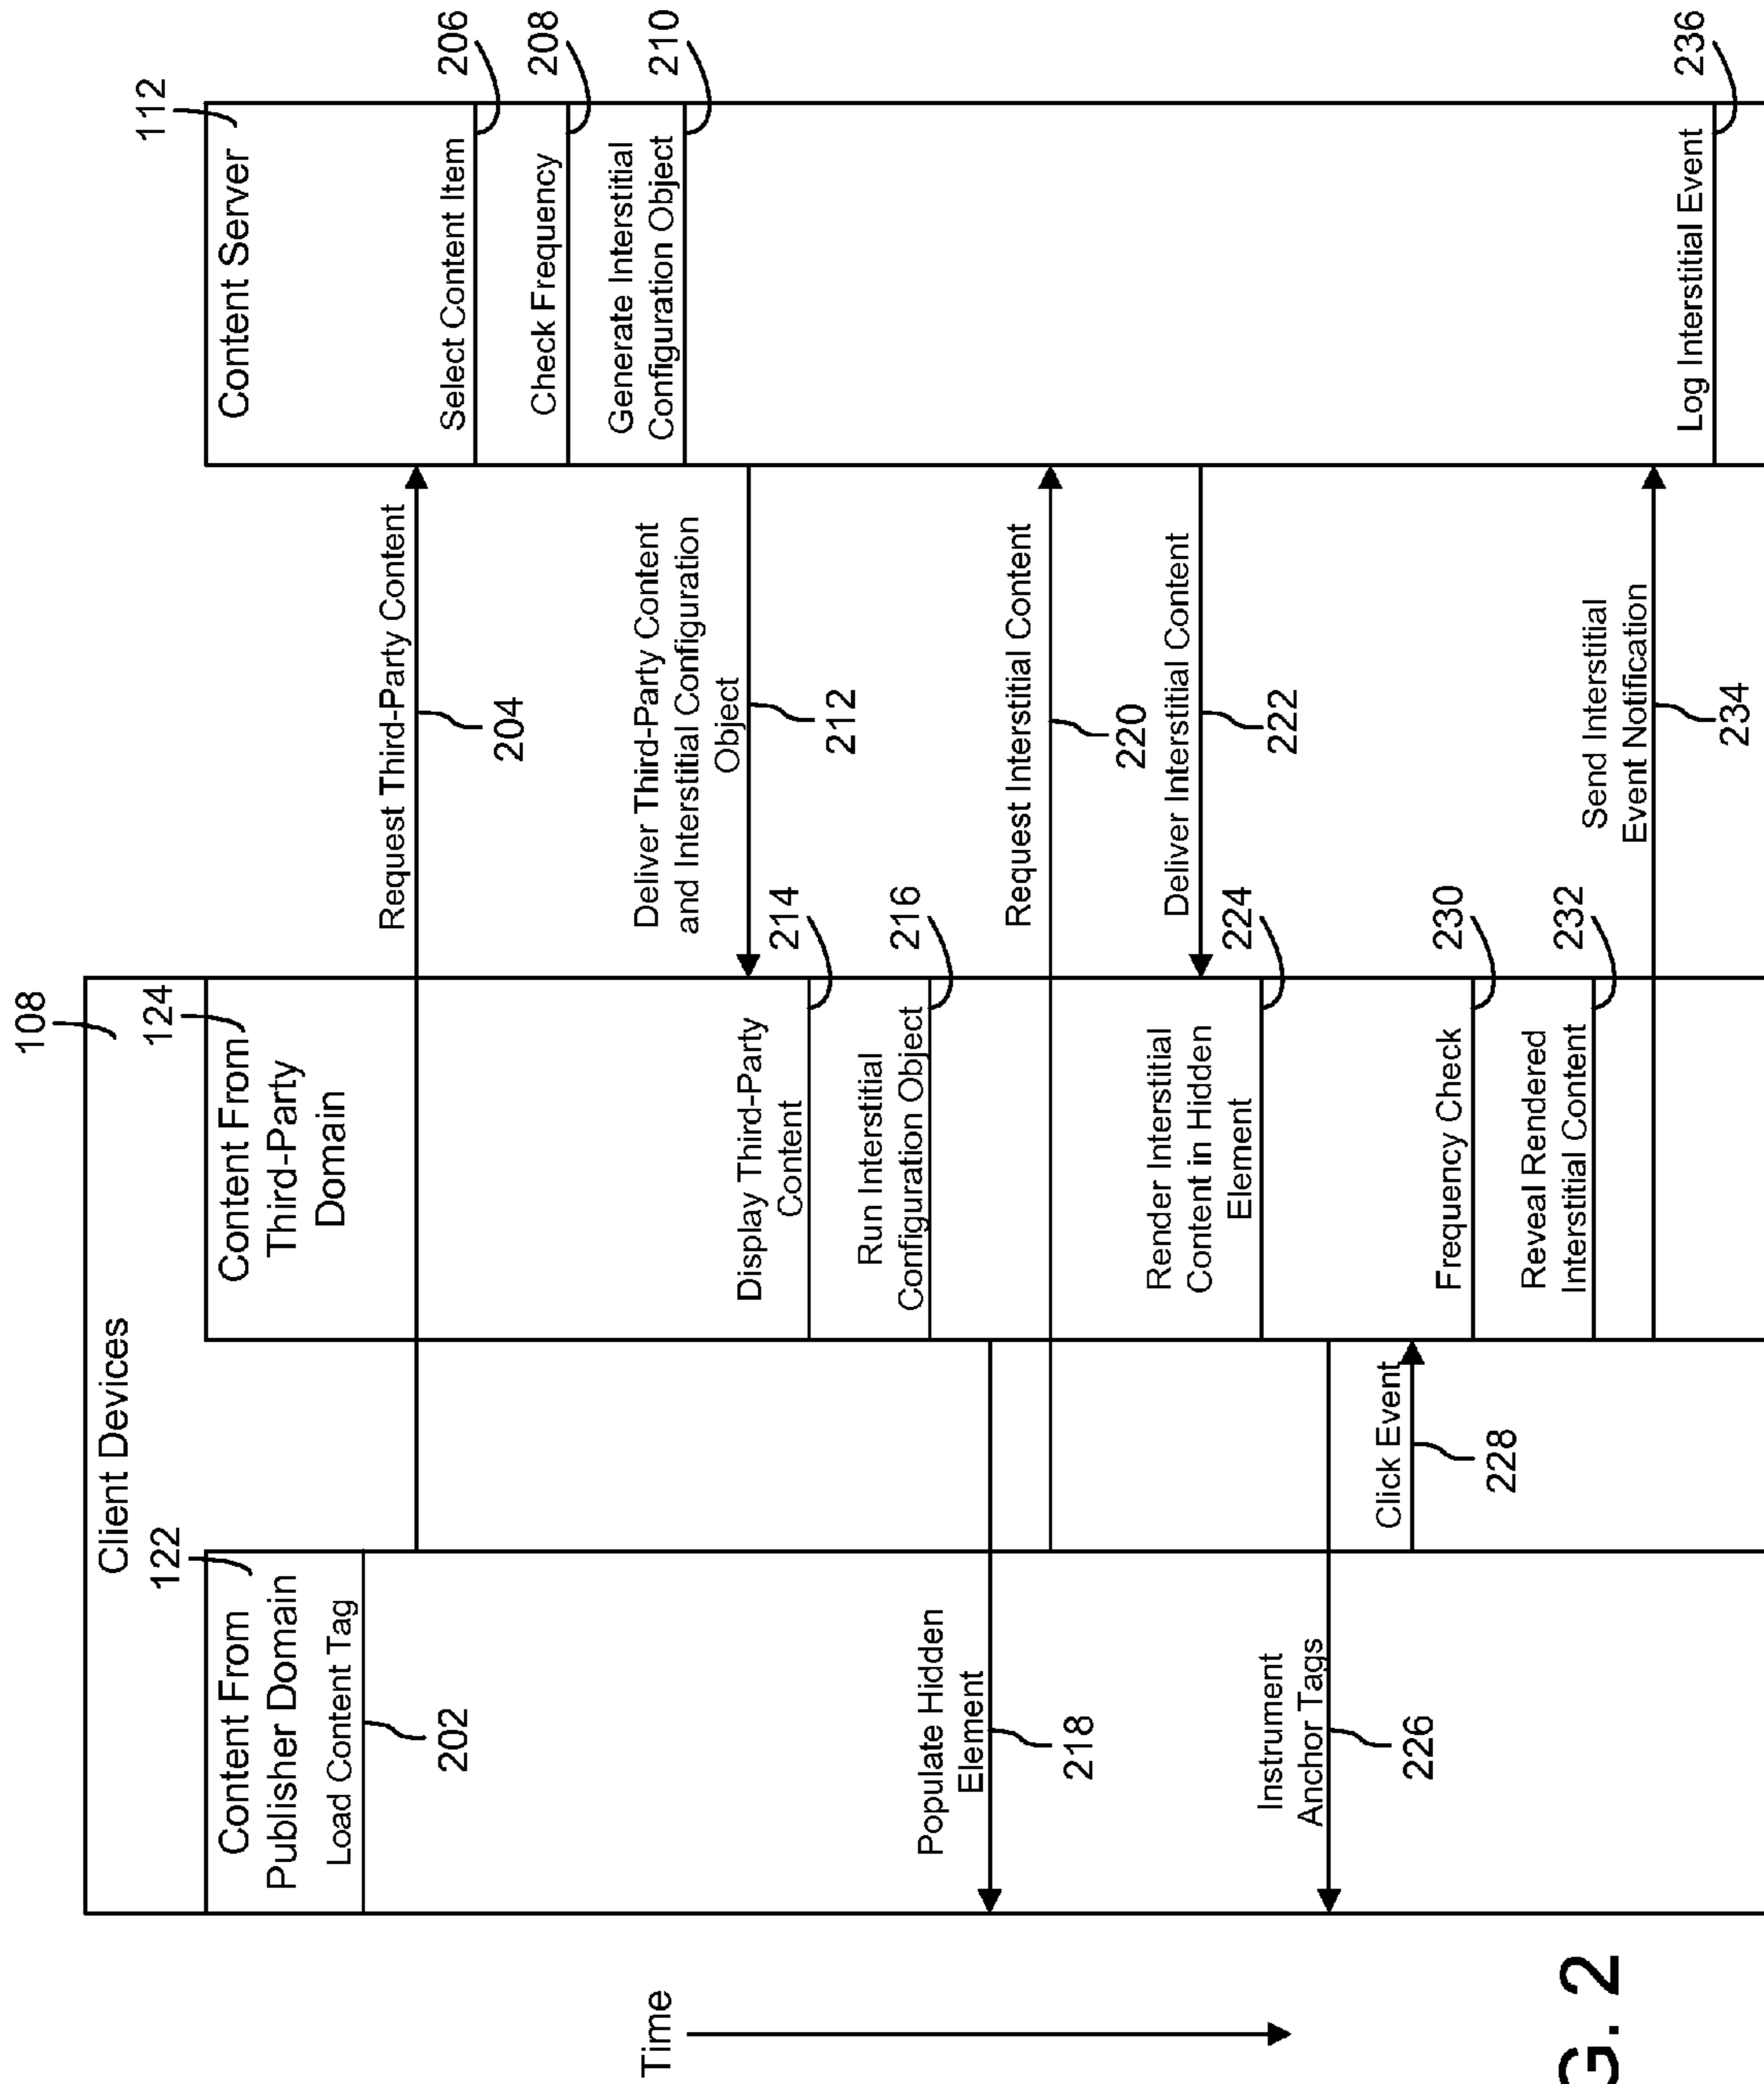 108
Client Devices
122
Content From
Publisher Domain
124
Content From
Third-Party
Domain
112
Content Server
Load Content Tag
202
Request Third-Party Content
204
Select Content Item
206
Check Frequency
208
Generate Interstitial
Configuration Object
210
Deliver Third-Party Content
and Interstitial Configuration
Object
212
Display Third-Party
Content
214
Run Interstitial
Configuration Object
216
Populate Hidden
Element
218
Request Interstitial Content
220
Deliver Interstitial Content
222
Render Interstitial
Content in Hidden
Element
224
Instrument
Anchor Tags
226
Click Event
228
Frequency Check
230
Reveal Rendered
Interstitial Content
232
Send Interstitial
Event Notification
234
Log Interstitial Event
236
Time
G. 2